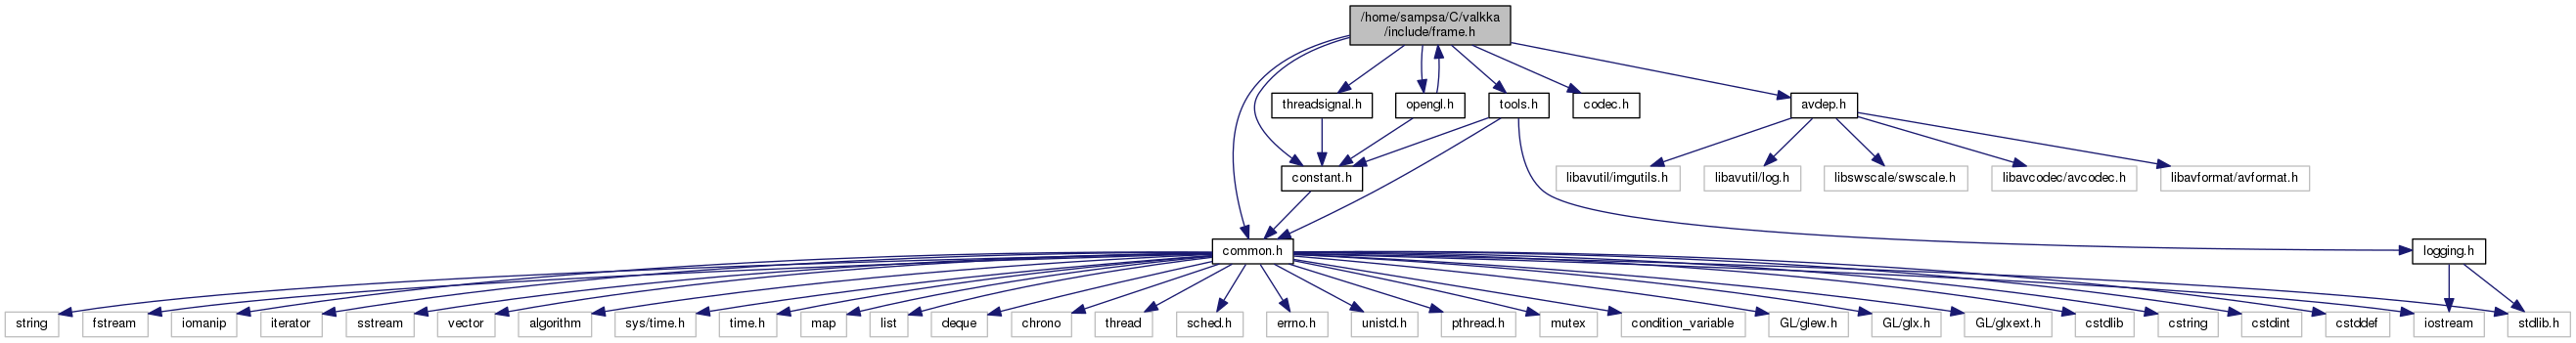 /home/sampsa/C/valkka
/include/frame.h
threadsignal.h
opengl.h
tools.h
codec.h
avdep.h
constant.h
libavutil/imgutils.h
libavutil/log.h
libswscale/swscale.h
libavcodec/avcodec.h
libavformat/avformat.h
common.h
logging.h
string
fstream
iomanip
iterator
sstream
vector
algorithm
sys/time.h
time.h
map
list
deque
chrono
thread
sched.h
errno.h
unistd.h
pthread.h
mutex
condition_variable
GL/glew.h
GL/glx.h
GL/glxext.h
cstdlib
cstring
cstdint
cstddef
iostream
stdlib.h